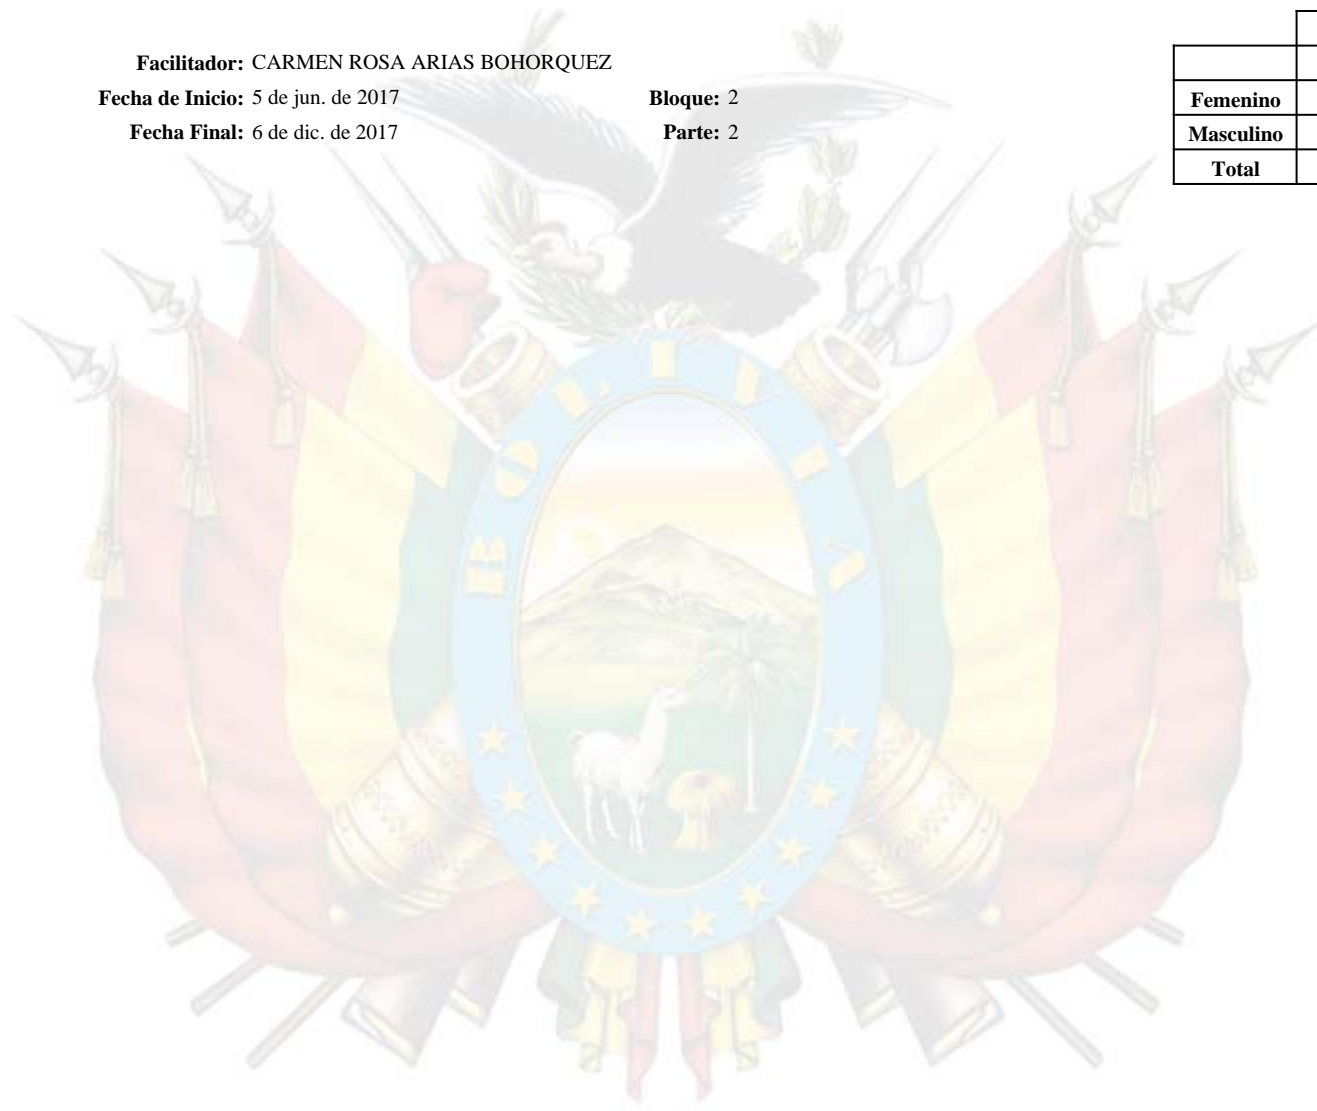 Facilitador: CARMEN ROSA ARIAS BOHORQUEZ
Fecha de Inicio: 5 de jun. de 2017 Bloque: 2
Fecha Final: 6 de dic. de 2017 Parte: 2
Femenino
Masculino
Total
BOLIVIA